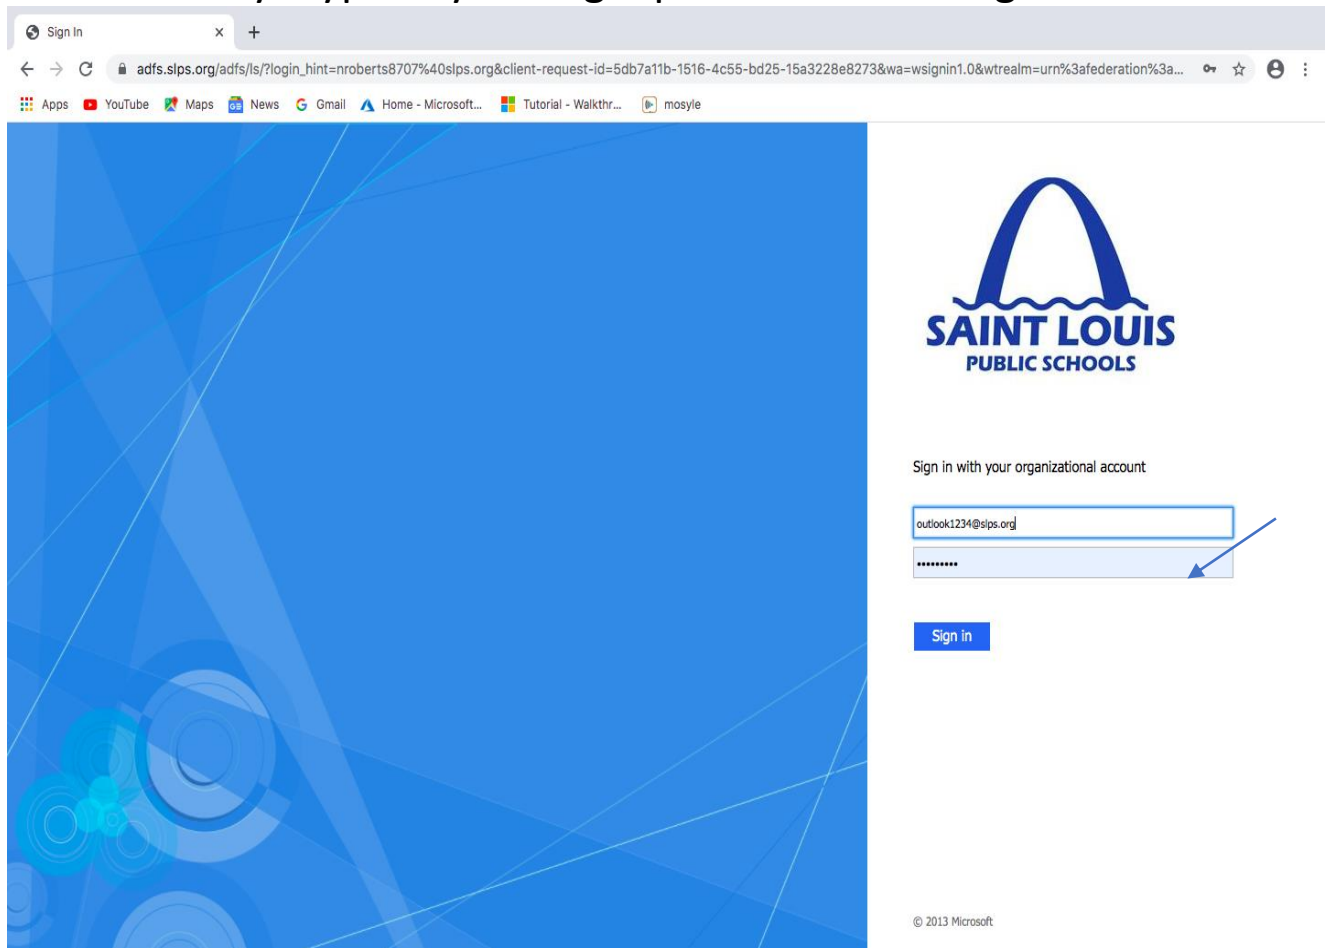 Sign In
adfs.slps.org/adfs/ls/?login_hint=nroberts8707%40slps.org&client-request-id=5db7a11b-1516-4c55-bd25-15a3228e8273&wa=wsignin1.0&wtrealm=urn%3afederation%3a...
Apps YouTube Maps News Gmail Home - Microsoft... Tutorial - Walkthr... mosyle
SAINT LOUIS
PUBLIC SCHOOLS
Sign in with your organizational account
outlook1234@slps.org
•••••••••
Sign in
© 2013 Microsoft